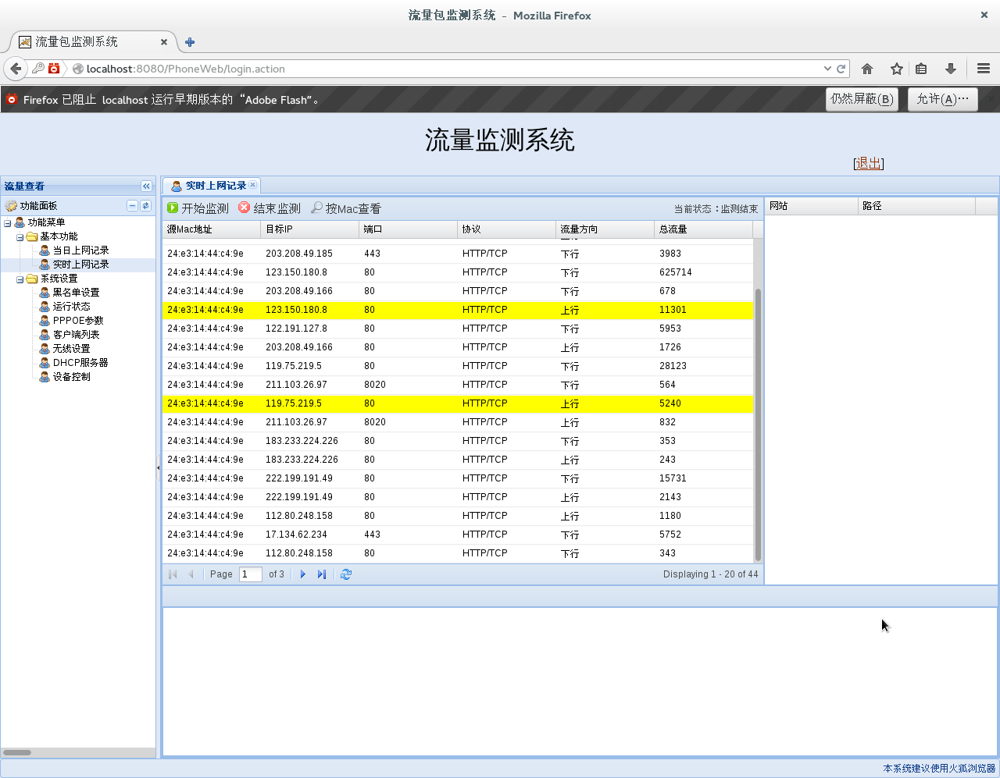 流量包监测系统 - Mozilla Firefox
流量包监测系统
localhost:8080/PhoneWeb/login.action
Firefox 已阻止 localhost 运行早期版本的“Adobe Flash”。 仍然屏蔽(B) 允许(A)…
流量监测系统
[退出]
流量查看
功能面板
功能菜单
基本功能
当日上网记录
实时上网记录
系统设置
黑名单设置
运行状态
PPPOE参数
客户端列表
无线设置
DHCP服务器
设备控制
实时上网记录
开始监测 结束监测 按Mac查看 当前状态：监测结束
源Mac地址 目标IP 端口 协议 流量方向 总流量
24:e3:14:44:c4:9e 203.208.49.185 443 HTTP/TCP 下行 3983
24:e3:14:44:c4:9e 123.150.180.8 80 HTTP/TCP 下行 625714
24:e3:14:44:c4:9e 203.208.49.166 80 HTTP/TCP 下行 678
24:e3:14:44:c4:9e 123.150.180.8 80 HTTP/TCP 上行 11301
24:e3:14:44:c4:9e 122.191.127.8 80 HTTP/TCP 下行 5953
24:e3:14:44:c4:9e 203.208.49.166 80 HTTP/TCP 上行 1726
24:e3:14:44:c4:9e 119.75.219.5 80 HTTP/TCP 下行 28123
24:e3:14:44:c4:9e 211.103.26.97 8020 HTTP/TCP 下行 564
24:e3:14:44:c4:9e 119.75.219.5 80 HTTP/TCP 上行 5240
24:e3:14:44:c4:9e 211.103.26.97 8020 HTTP/TCP 上行 832
24:e3:14:44:c4:9e 183.233.224.226 80 HTTP/TCP 下行 353
24:e3:14:44:c4:9e 183.233.224.226 80 HTTP/TCP 上行 243
24:e3:14:44:c4:9e 222.199.191.49 80 HTTP/TCP 下行 15731
24:e3:14:44:c4:9e 222.199.191.49 80 HTTP/TCP 上行 2143
24:e3:14:44:c4:9e 112.80.248.158 80 HTTP/TCP 上行 1180
24:e3:14:44:c4:9e 17.134.62.234 443 HTTP/TCP 下行 5752
24:e3:14:44:c4:9e 112.80.248.158 80 HTTP/TCP 下行 343
Page 1 of 3 Displaying 1 - 20 of 44
网站 路径
本系统建议使用火狐浏览器